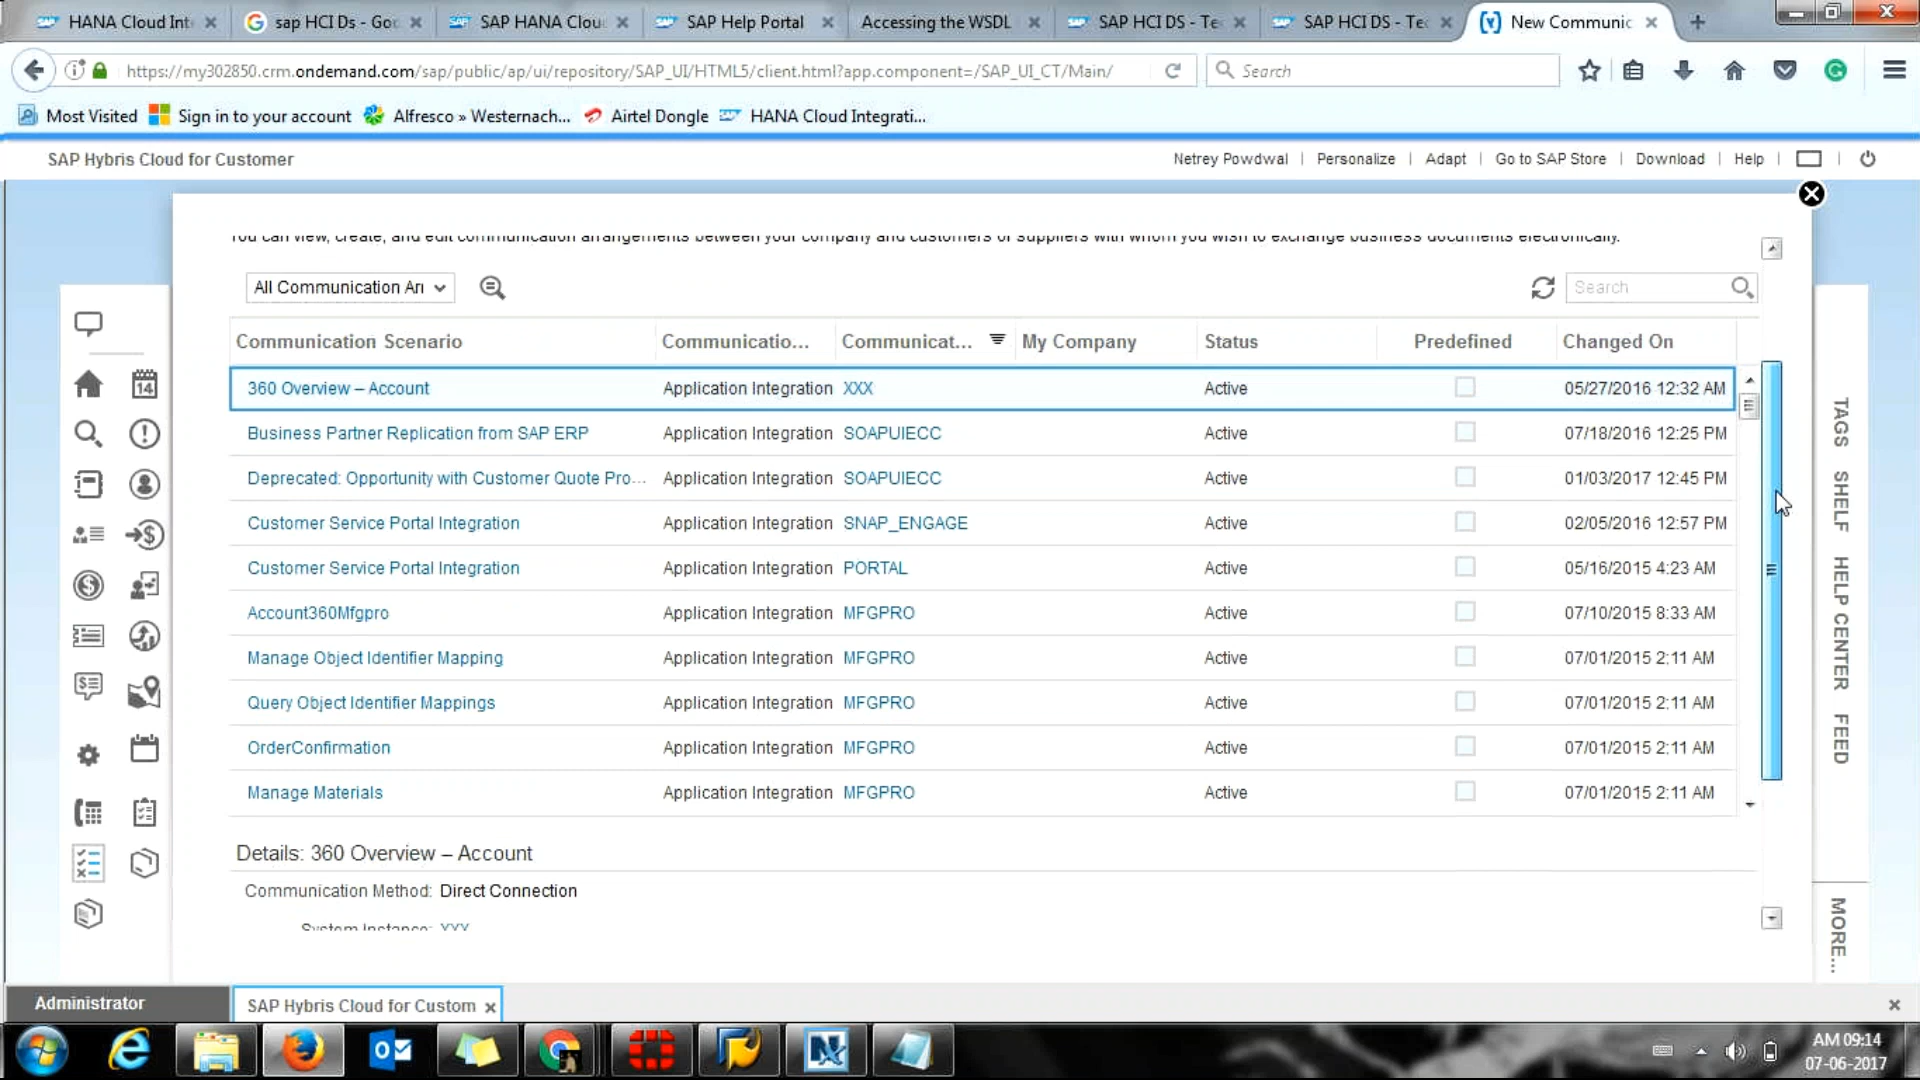 HANA Cloud Int
sap HCI Ds - Goo
SAP HANA Clou
SAP Help Portal
Accessing the WSDL
SAP HCI DS - Te
SAP HCI DS - Tec
New Communic
https://my302850.crm.ondemand.com/sap/public/ap/ui/repository/SAP_UI/HTML5/client.html?app.component=/SAP_UI_CT/Main/
Search
Most Visited
Sign in to your account
Alfresco » Westernach...
Airtel Dongle
HANA Cloud Integrati...
SAP Hybris Cloud for Customer
Netrey Powdwal | Personalize | Adapt | Go to SAP Store | Download | Help
You can view, create, and edit communication arrangements between your company and customers or suppliers with whom you wish to exchange business documents electronically.
All Communication Arr
Search
Communication Scenario Communicatio... Communicat... My Company Status Predefined Changed On
360 Overview – Account Application Integration XXX Active 05/27/2016 12:32 AM
Business Partner Replication from SAP ERP Application Integration SOAPUIECC Active 07/18/2016 12:25 PM
Deprecated: Opportunity with Customer Quote Pro... Application Integration SOAPUIECC Active 01/03/2017 12:45 PM
Customer Service Portal Integration Application Integration SNAP_ENGAGE Active 02/05/2016 12:57 PM
Customer Service Portal Integration Application Integration PORTAL Active 05/16/2015 4:23 AM
Account360Mfgpro Application Integration MFGPRO Active 07/10/2015 8:33 AM
Manage Object Identifier Mapping Application Integration MFGPRO Active 07/01/2015 2:11 AM
Query Object Identifier Mappings Application Integration MFGPRO Active 07/01/2015 2:11 AM
OrderConfirmation Application Integration MFGPRO Active 07/01/2015 2:11 AM
Manage Materials Application Integration MFGPRO Active 07/01/2015 2:11 AM
Details: 360 Overview – Account
Communication Method: Direct Connection
System Instance: XXX
14
TAGS
SHELF
HELP CENTER
FEED
MORE...
Administrator
SAP Hybris Cloud for Custom
AM 09:14
07-06-2017